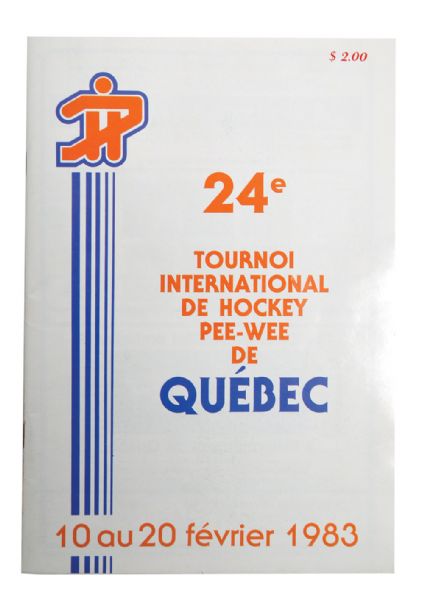 $ 2.00
24e
TOURNOI
INTERNATIONAL
DE HOCKEY
PEE-WEE
DE
QUÉBEC
10 au 20 février 1983